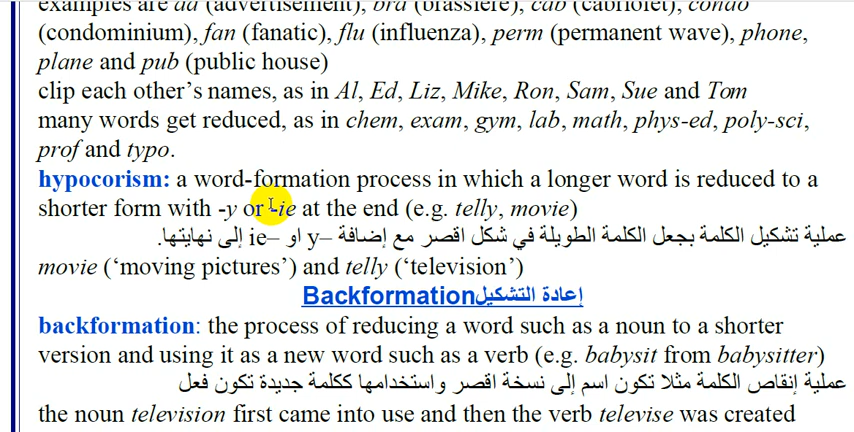 examples are ad (advertisement), bra (brassiere), cab (cabriolet), condo
(condominium), fan (fanatic), flu (influenza), perm (permanent wave), phone,
plane and pub (public house)
clip each other's names, as in Al, Ed, Liz, Mike, Ron, Sam, Sue and Tom
many words get reduced, as in chem, exam, gym, lab, math, phys-ed, poly-sci,
prof and typo.
hypocorism: a word-formation process in which a longer word is reduced to a
shorter form with -y or -ie at the end (e.g. telly, movie)
عملية تشكيل الكلمة بجعل الكلمة الطويلة في شكل اقصر مع إضافة –y او –ie إلى نهايتها.
movie ('moving pictures') and telly ('television')
Backformationإعادة التشكيل
backformation: the process of reducing a word such as a noun to a shorter
version and using it as a new word such as a verb (e.g. babysit from babysitter)
عملية إنقاص الكلمة مثلا تكون اسم إلى نسخة اقصر واستخدامها ككلمة جديدة تكون فعل
the noun television first came into use and then the verb televise was created